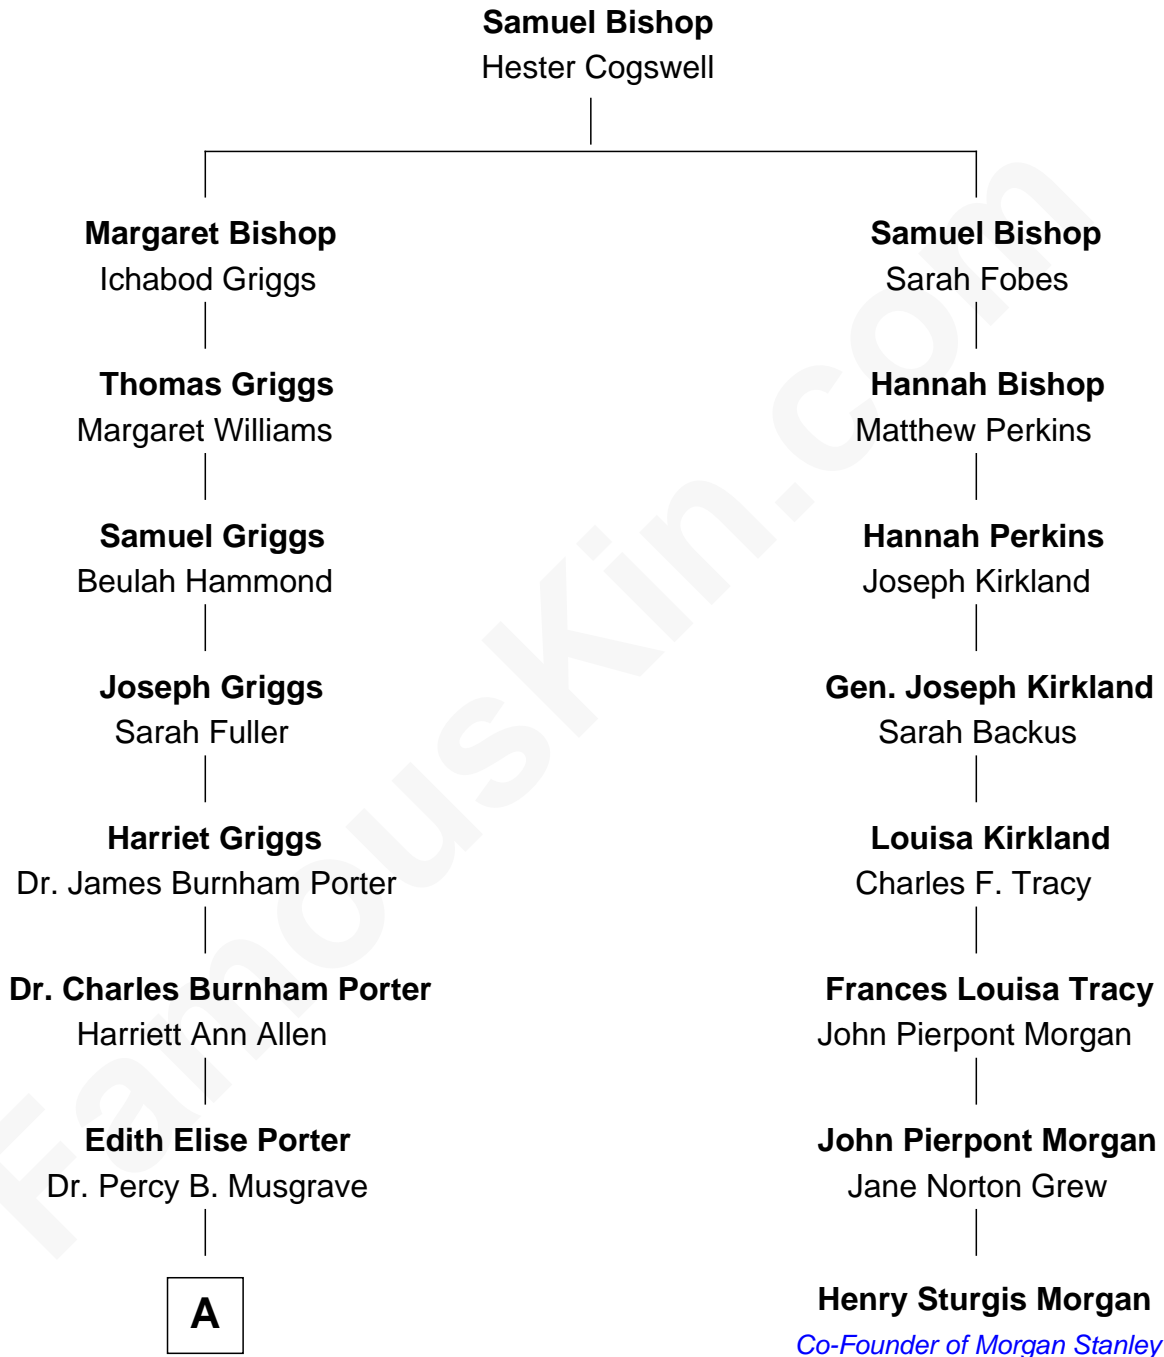 Samuel Bishop
Hester Cogswell
Margaret Bishop
Ichabod Griggs
Samuel Bishop
Sarah Fobes
Thomas Griggs
Margaret Williams
Hannah Bishop
Matthew Perkins
Samuel Griggs
Beulah Hammond
Hannah Perkins
Joseph Kirkland
Joseph Griggs
Sarah Fuller
Gen. Joseph Kirkland
Sarah Backus
Harriet Griggs
Dr. James Burnham Porter
Louisa Kirkland
Charles F. Tracy
Dr. Charles Burnham Porter
Harriett Ann Allen
Frances Louisa Tracy
John Pierpont Morgan
Edith Elise Porter
Dr. Percy B. Musgrave
John Pierpont Morgan
Jane Norton Grew
A
Henry Sturgis Morgan
Co-Founder of Morgan Stanley
FamousKin.com